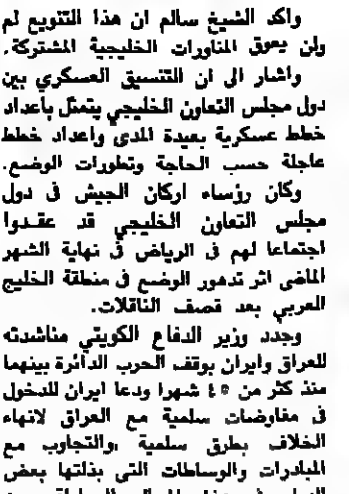 واكد الشيخ سالم ان هذا التنويع لم
ولن يعوق المناورات الخليجية المشتركة.
واشار الى ان التنسيق العسكري بين
دول مجلس التعاون الخليجي يتمثل باعداد
خطط عسكرية بعيدة المدى واعداد خطط
عاجلة حسب الحاجة وتطورات الوضع.
وكان رؤساء اركان الجيش في دول
مجلس التعاون الخليجي قد عقدوا
اجتماعا لهم في الرياض في نهاية الشهر
الماضى اثر تدهور الوضع في منطقة الخليج
العربي بعد قصف الناقلات.
وجدد وزير الدفاع الكويتي مناشدته
للعراق وايران بوقف الحرب الدائرة بينهما
منذ كثر من ٤٥ شهرا ودعا ايران للدخول
في مفاوضات سلمية مع العراق لانهاء
الخلاف بطرق سلمية والتجاوب مع
المبادرات والوساطات التى بذلتها بعض